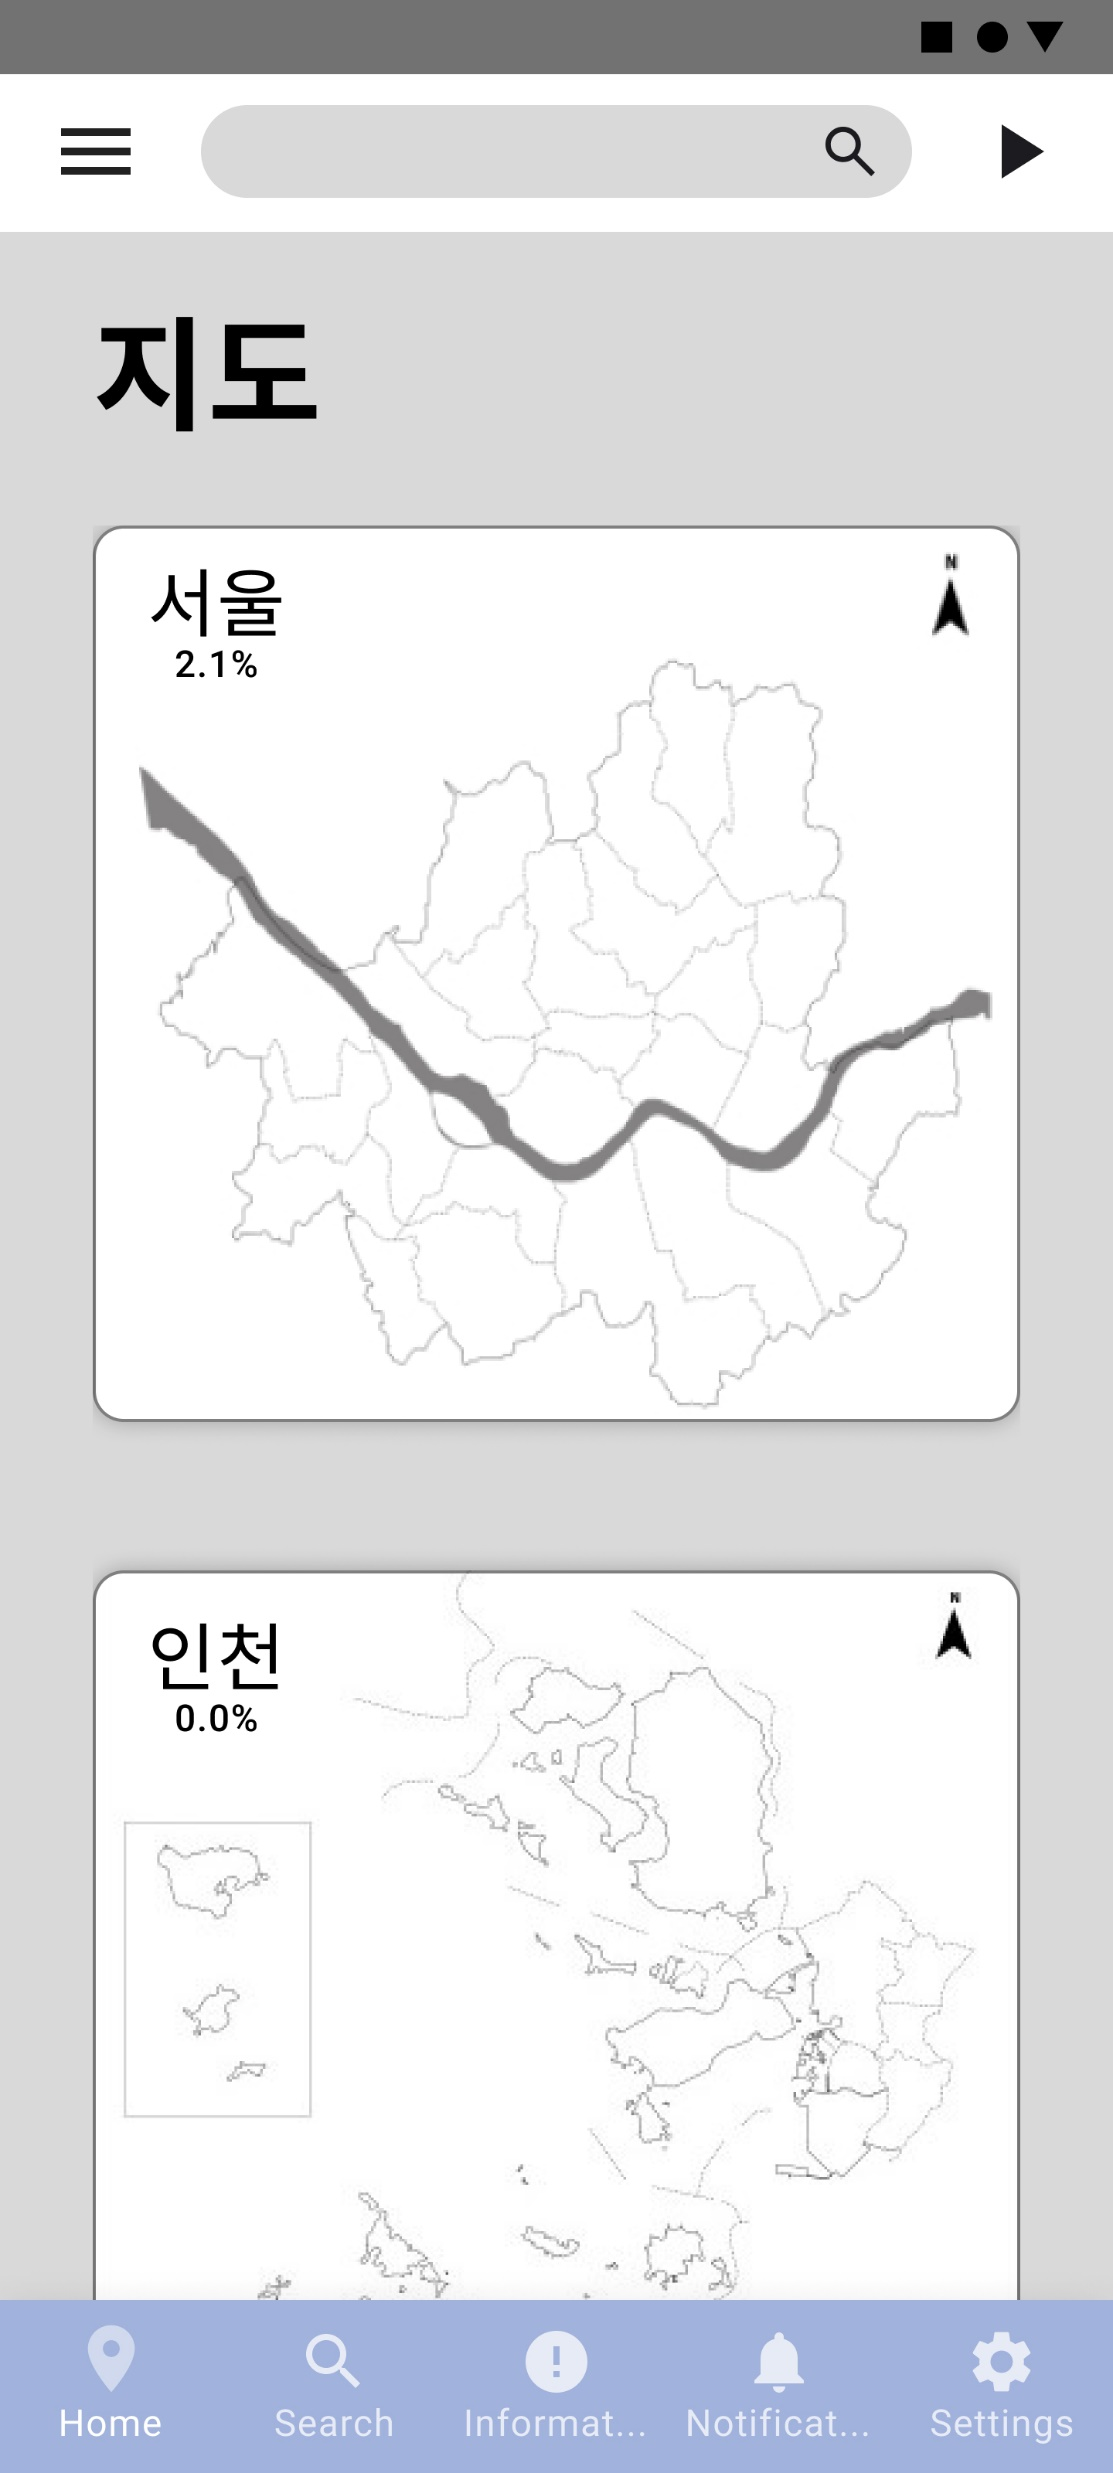 지도
서울
2.1%
N
인천
0.0%
N
Home
Search
Informat...
Notificat...
Settings